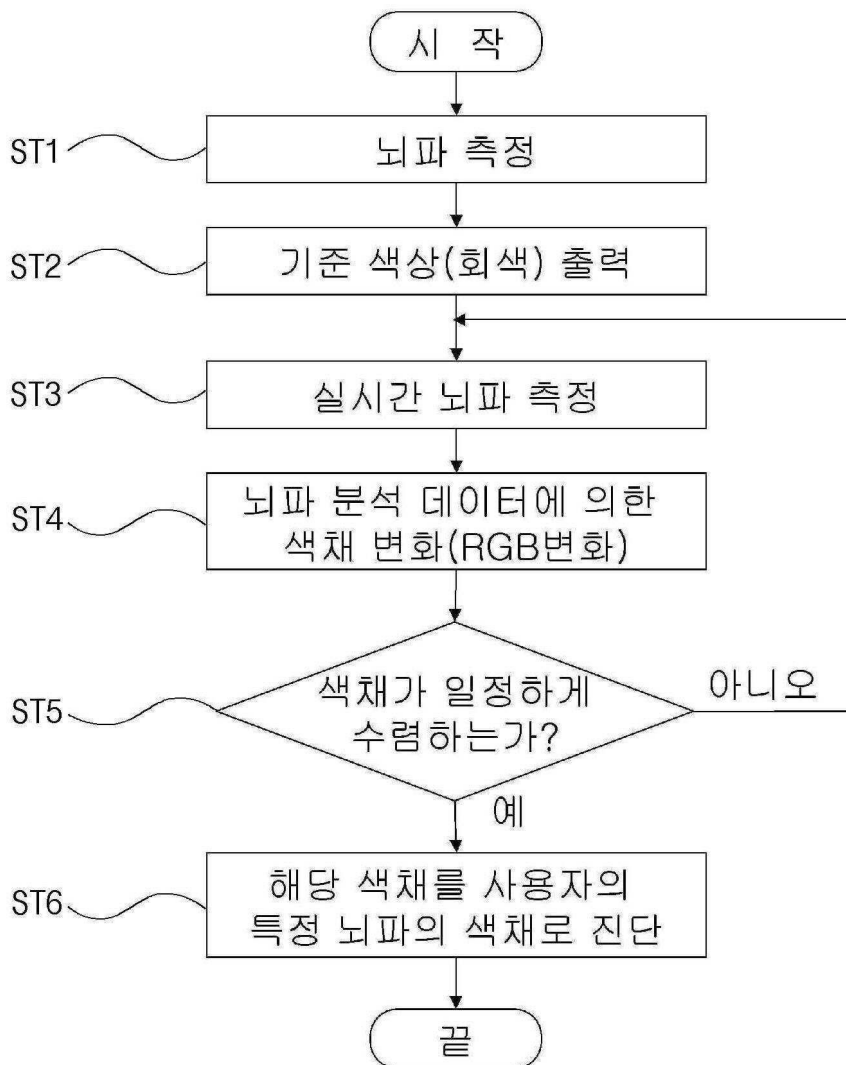 시 작
ST1
뇌파 측정
ST2
기준 색상(회색) 출력
ST3
실시간 뇌파 측정
ST4
뇌파 분석 데이터에 의한
색채 변화(RGB변화)
ST5
색채가 일정하게
수렴하는가?
아니오
예
ST6
해당 색채를 사용자의
특정 뇌파의 색채로 진단
끝